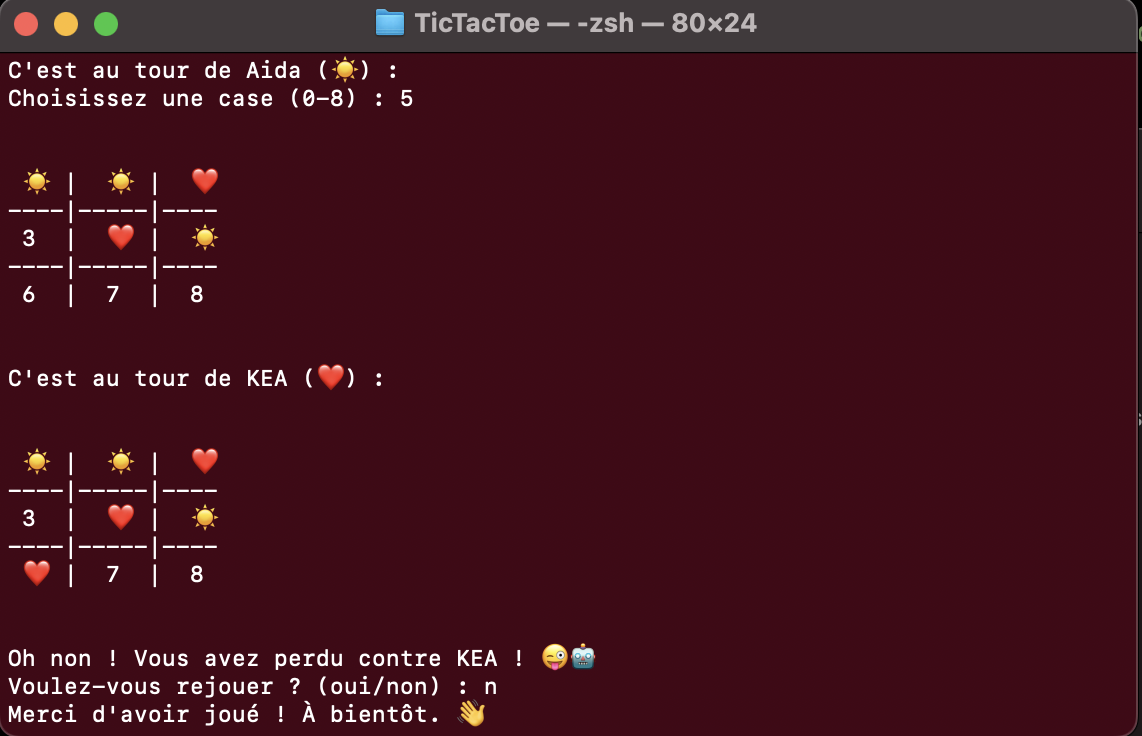 TicTacToe — -zsh — 80×24
C'est au tour de Aida (☀️) :
Choisissez une case (0-8) : 5
☀️ | ☀️ | ❤️
----|-----|----
3 | ❤️ | ☀️
----|-----|----
6 | 7 | 8
C'est au tour de KEA (❤️) :
☀️ | ☀️ | ❤️
----|-----|----
3 | ❤️ | ☀️
----|-----|----
❤️ | 7 | 8
Oh non ! Vous avez perdu contre KEA ! 😜🤖
Voulez-vous rejouer ? (oui/non) : n
Merci d'avoir joué ! À bientôt. 👋